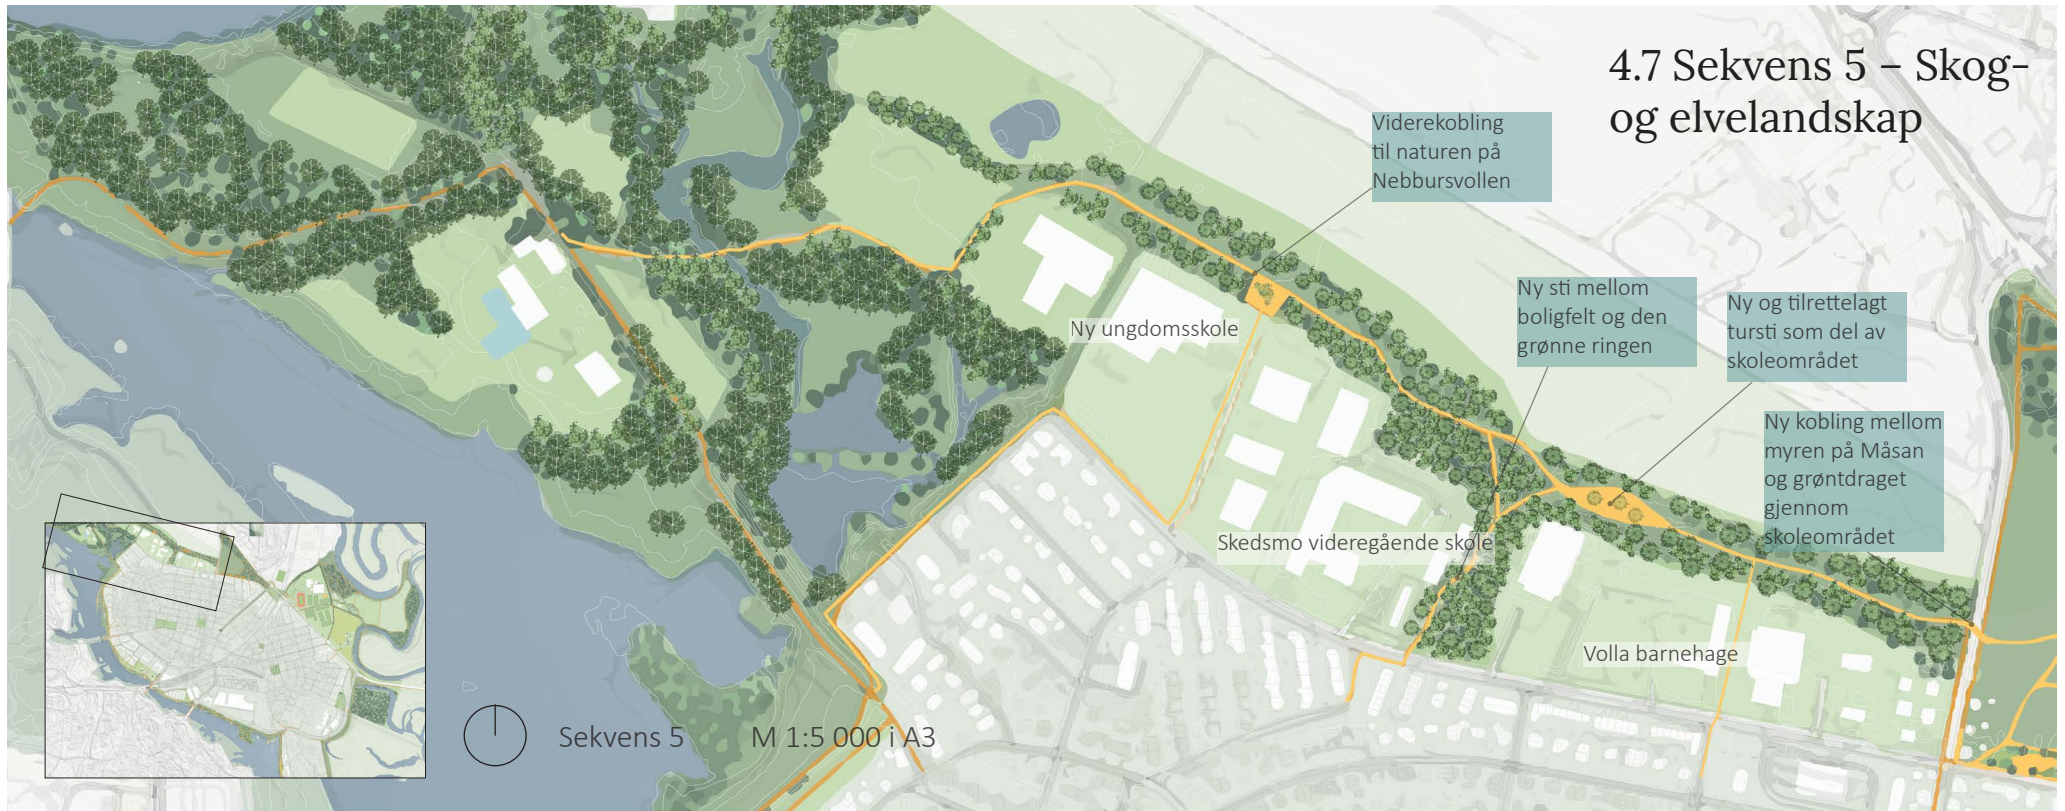 4.7 Sekvens 5 – Skog-
og elvelandskap
Viderekobling
til naturen på
Nebbursvollen
Ny sti mellom
boligfelt og den
grønne ringen
Ny og tilrettelagt
tursti som del av
skoleområdet
Ny kobling mellom
myren på Måsan
og grøntdraget
gjennom
skoleområdet
Ny ungdomsskole
Skedsmo videregående skole
Volla barnehage
Sekvens 5
M 1:5 000 i A3